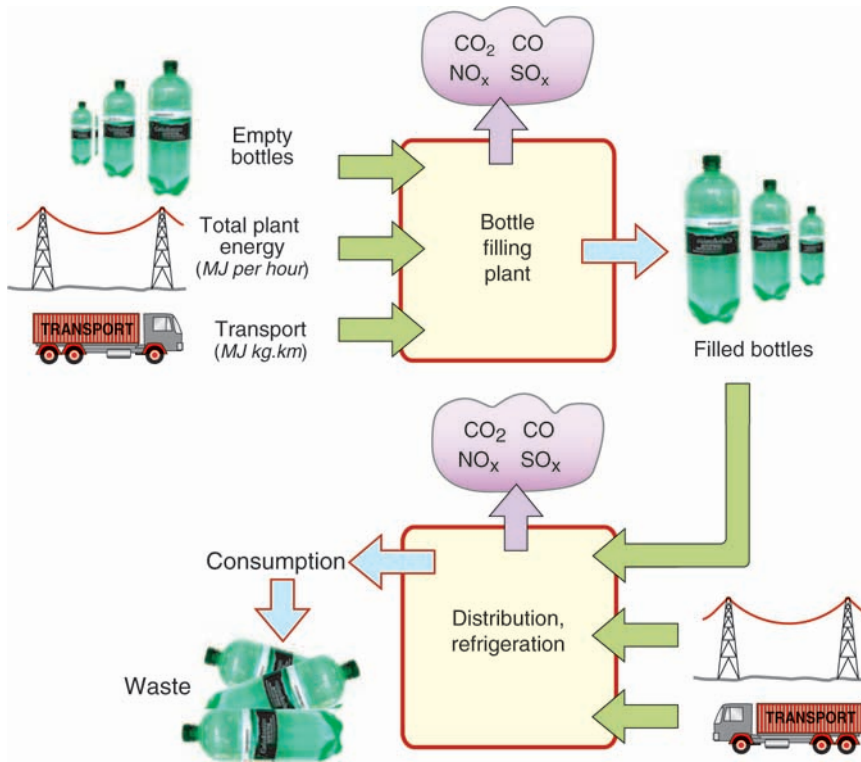 CO₂ CO
NOₓ SOₓ
Empty
bottles
Total plant
energy
(MJ per hour)
TRANSPORT
Transport
(MJ kg.km)
Bottle
filling
plant
Filled bottles
CO₂ CO
NOₓ SOₓ
Consumption
Distribution,
refrigeration
Waste
TRANSPORT